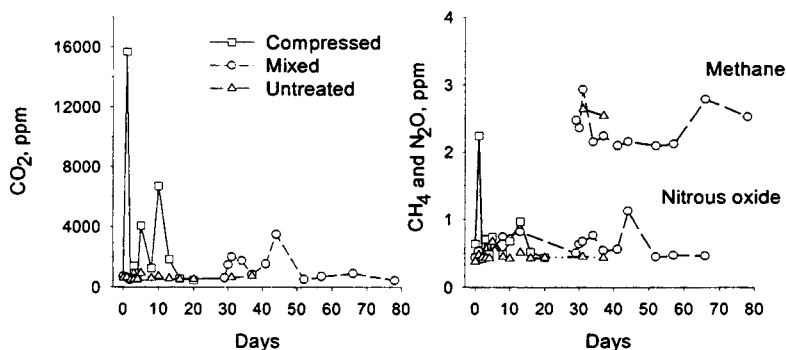 16000
12000
8000
4000
0
CO2, ppm
Compressed
Mixed
Untreated
0 10 20 30 40 50 60 70 80
Days
4
3
2
1
0
CH4 and N2O, ppm
Methane
Nitrous oxide
0 10 20 30 40 50 60 70 80
Days